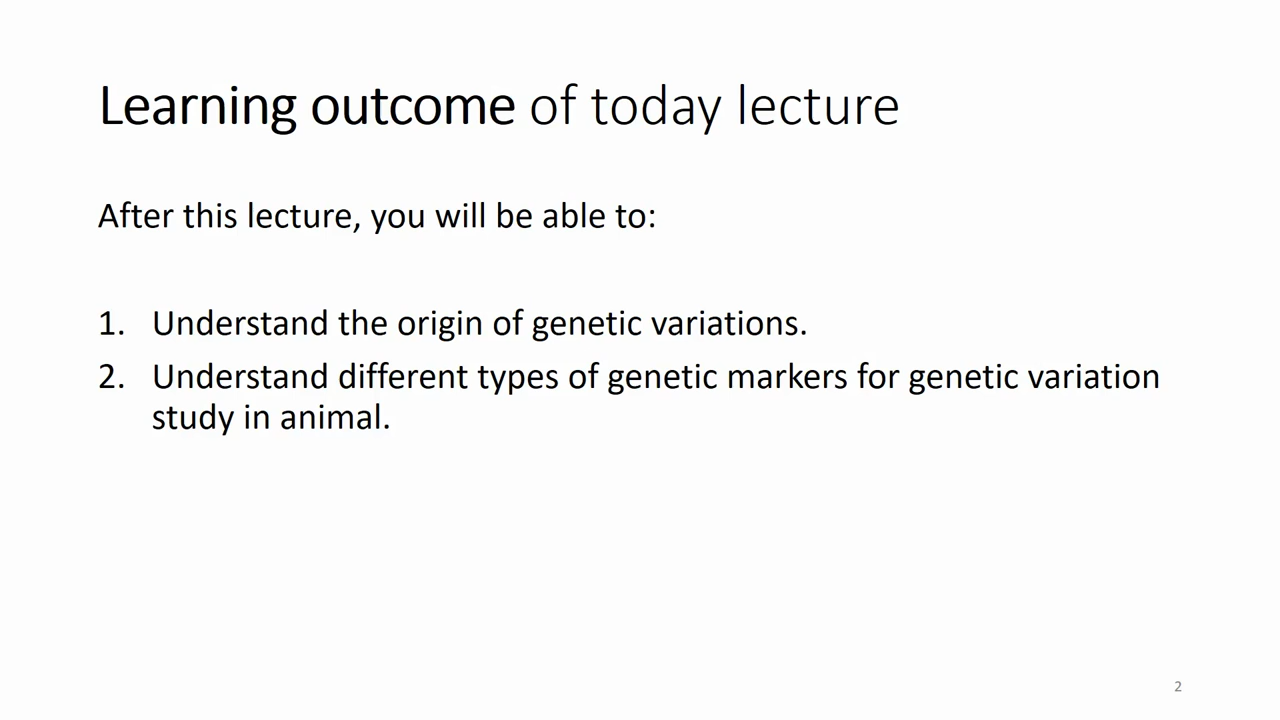 Learning outcome of today lecture
After this lecture, you will be able to:
1. Understand the origin of genetic variations.
2. Understand different types of genetic markers for genetic variation
study in animal.
2